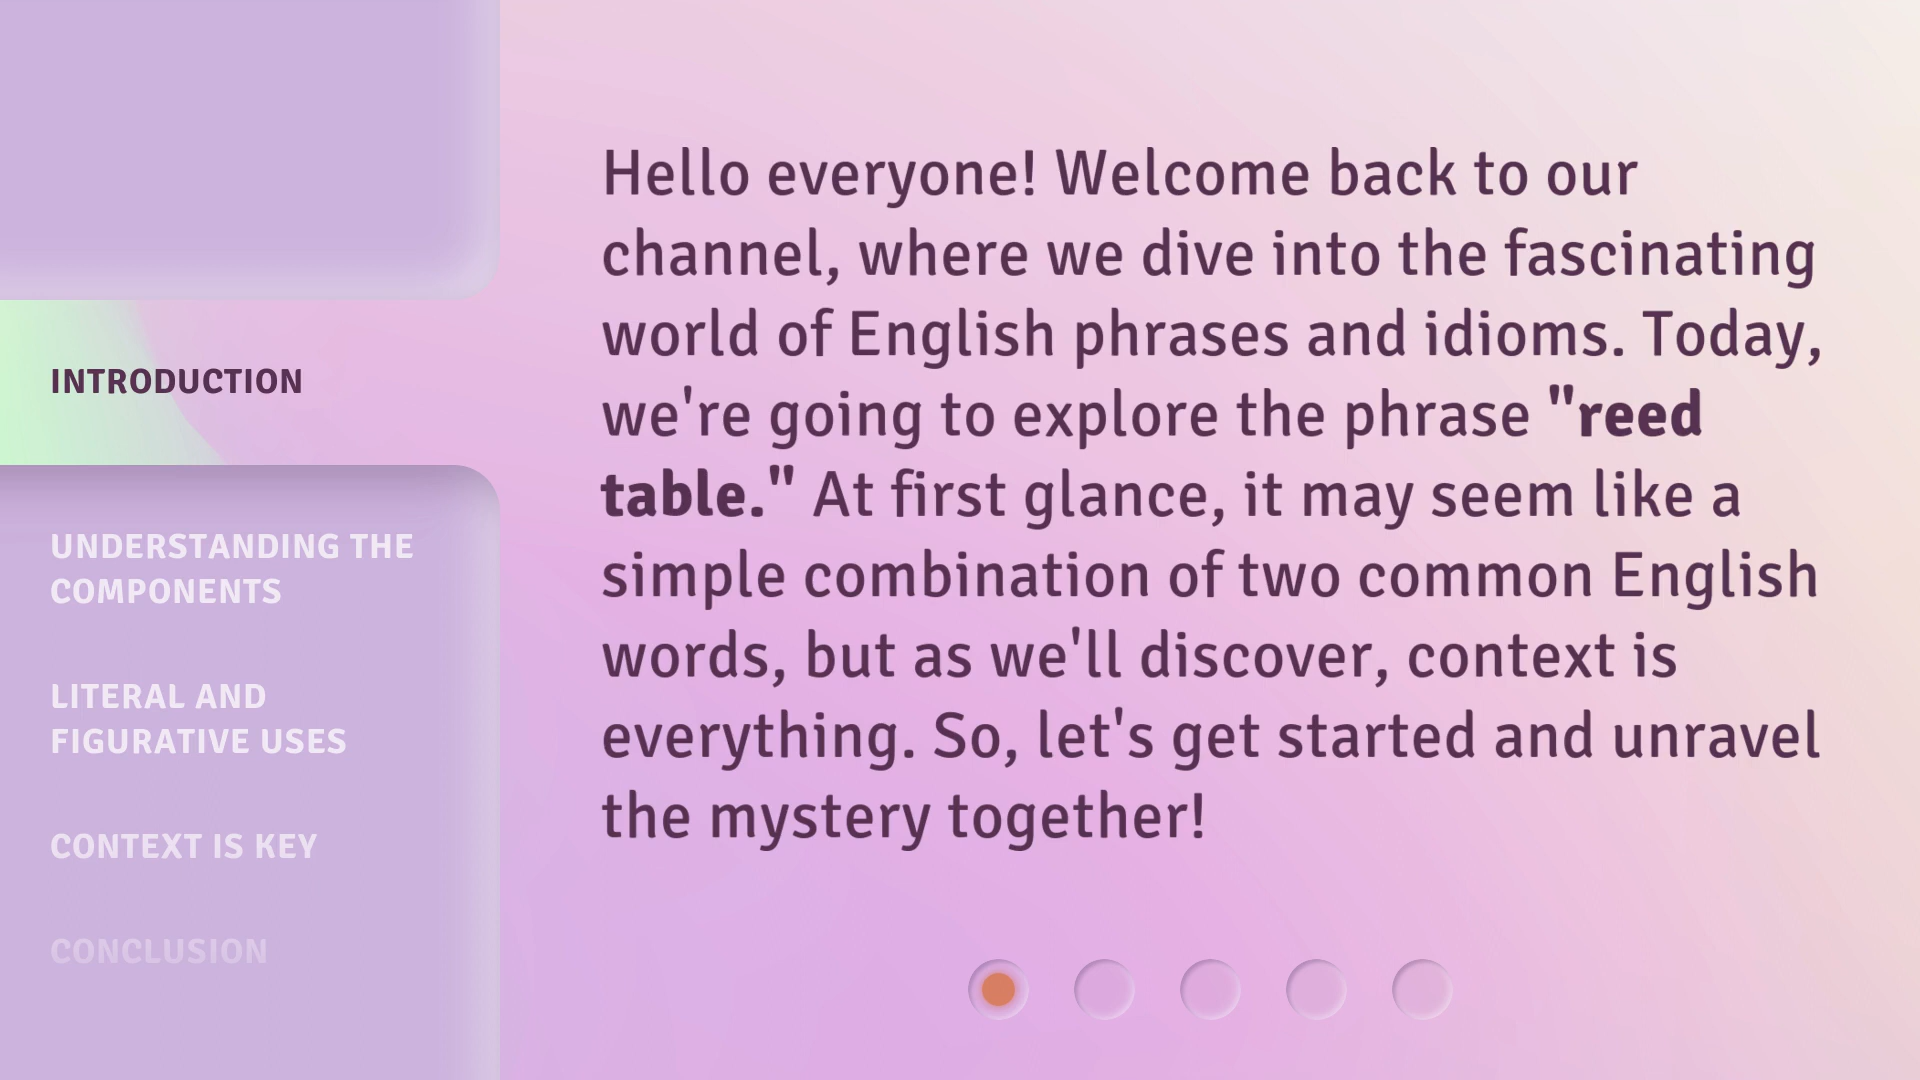 INTRODUCTION
UNDERSTANDING THE
COMPONENTS
LITERAL AND
FIGURATIVE USES
CONTEXT IS KEY
CONCLUSION
Hello everyone! Welcome back to our
channel, where we dive into the fascinating
world of English phrases and idioms. Today,
we're going to explore the phrase "reed
table." At first glance, it may seem like a
simple combination of two common English
words, but as we'll discover, context is
everything. So, let's get started and unravel
the mystery together!